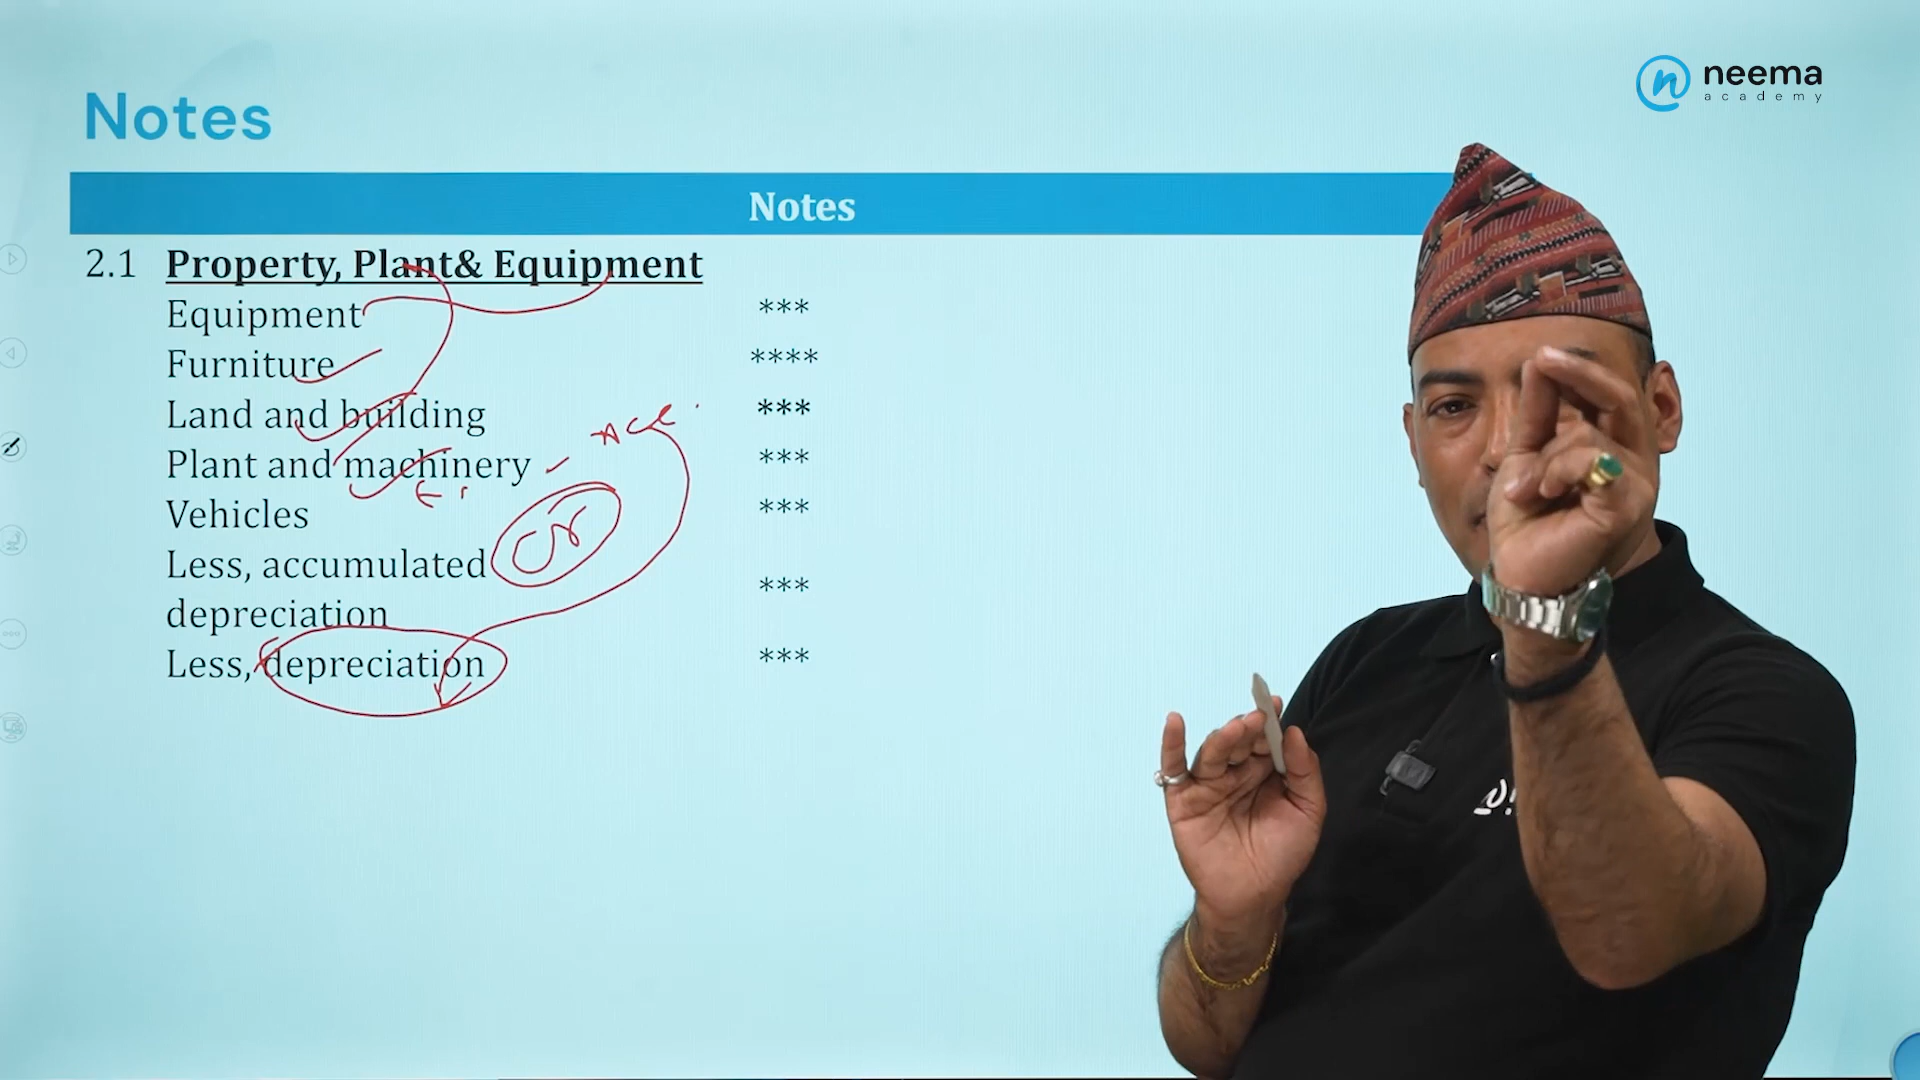 neema
academy
Notes
Notes
2.1 Property, Plant& Equipment
Equipment ***
Furniture ****
Land and building ***
Plant and machinery ***
Vehicles ***
Less, accumulated
depreciation ***
Less, depreciation ***
Cr